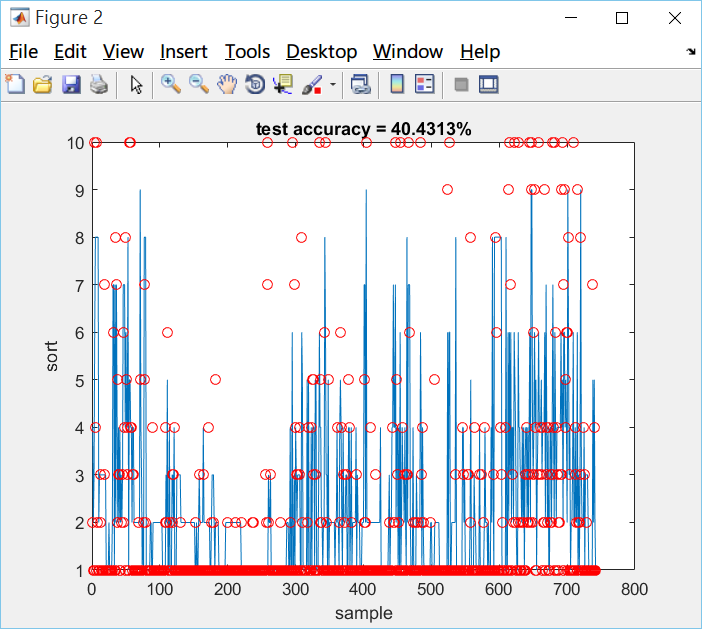 Figure 2
File Edit View Insert Tools Desktop Window Help
test accuracy = 40.4313%
10
9
8
7
6
5
4
3
2
1
sort
0 100 200 300 400 500 600 700 800
sample